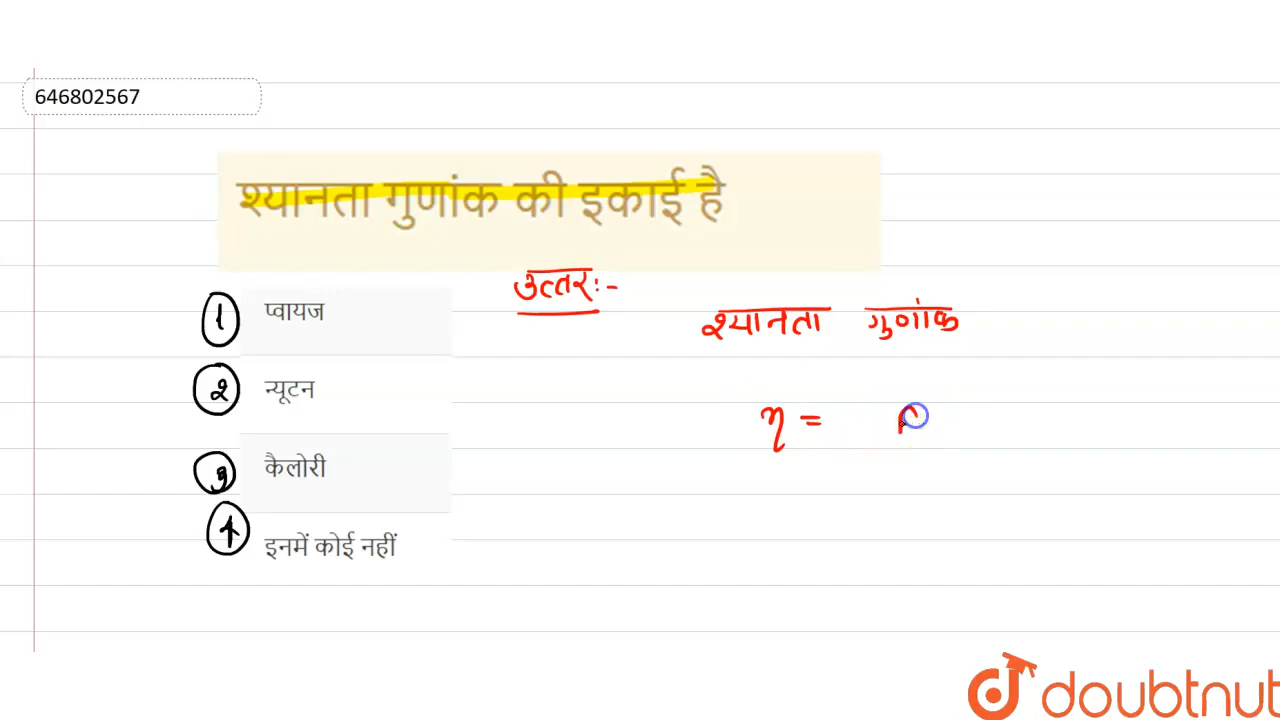 646802567
श्यानता गुणांक की इकाई है
उत्तर:-
1 प्वायज
श्यानता गुणांक
2 न्यूटन
η =
3 कैलोरी
4 इनमें कोई नहीं
doubtnut